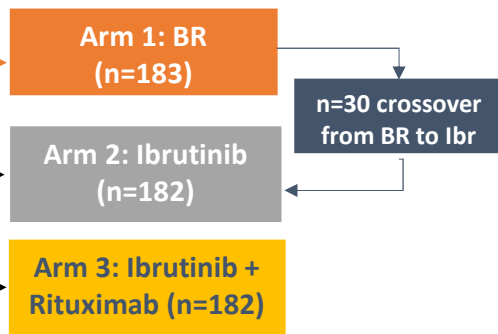 Arm 1: BR
(n=183)
n=30 crossover
from BR to Ibr
Arm 2: Ibrutinib
(n=182)
Arm 3: Ibrutinib +
Rituximab (n=182)